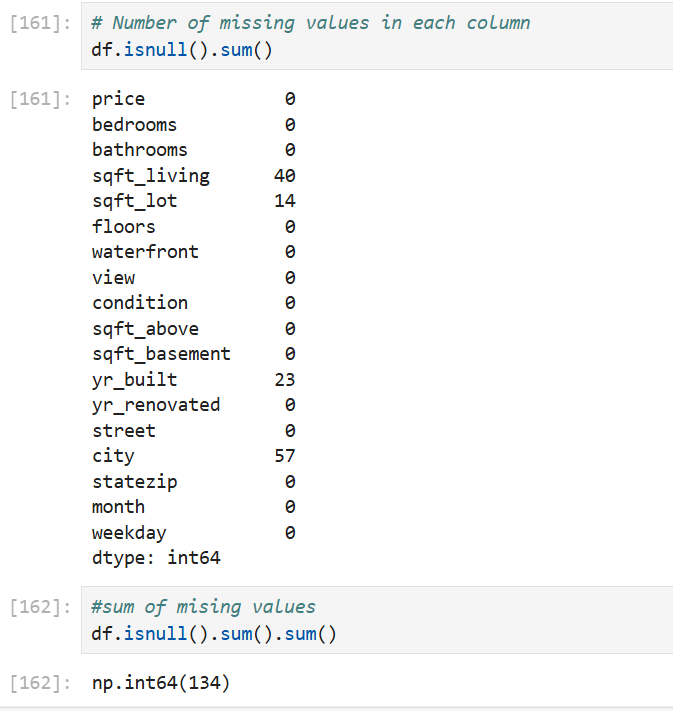 [161]: # Number of missing values in each column
df.isnull().sum()
[161]: price 0
bedrooms 0
bathrooms 0
sqft_living 40
sqft_lot 14
floors 0
waterfront 0
view 0
condition 0
sqft_above 0
sqft_basement 0
yr_built 23
yr_renovated 0
street 0
city 57
statezip 0
month 0
weekday 0
dtype: int64
[162]: #sum of mising values
df.isnull().sum().sum()
[162]: np.int64(134)